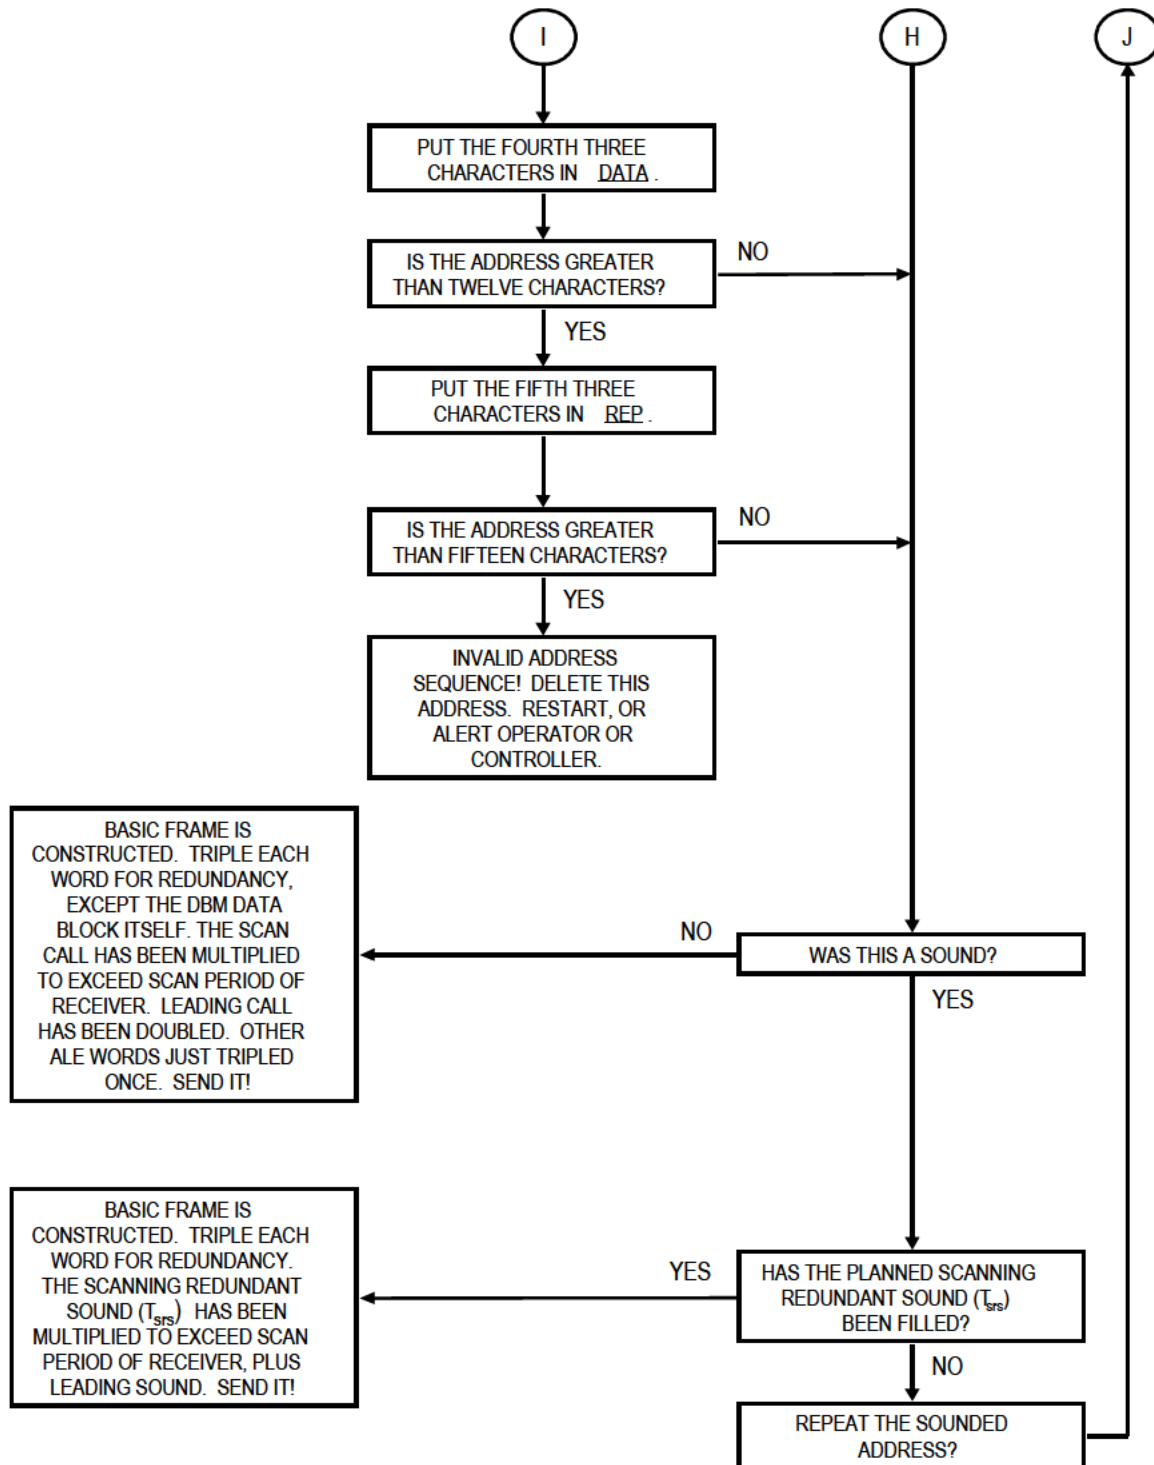 I
H
J
PUT THE FOURTH THREE
CHARACTERS IN DATA .
IS THE ADDRESS GREATER
THAN TWELVE CHARACTERS?
NO
YES
PUT THE FIFTH THREE
CHARACTERS IN REP .
IS THE ADDRESS GREATER
THAN FIFTEEN CHARACTERS?
NO
YES
INVALID ADDRESS
SEQUENCE! DELETE THIS
ADDRESS. RESTART, OR
ALERT OPERATOR OR
CONTROLLER.
WAS THIS A SOUND?
NO
BASIC FRAME IS
CONSTRUCTED. TRIPLE EACH
WORD FOR REDUNDANCY,
EXCEPT THE DBM DATA
BLOCK ITSELF. THE SCAN
CALL HAS BEEN MULTIPLIED
TO EXCEED SCAN PERIOD OF
RECEIVER. LEADING CALL
HAS BEEN DOUBLED. OTHER
ALE WORDS JUST TRIPLED
ONCE. SEND IT!
YES
HAS THE PLANNED SCANNING
REDUNDANT SOUND (Tsrs)
BEEN FILLED?
YES
BASIC FRAME IS
CONSTRUCTED. TRIPLE EACH
WORD FOR REDUNDANCY.
THE SCANNING REDUNDANT
SOUND (Tsrs) HAS BEEN
MULTIPLIED TO EXCEED SCAN
PERIOD OF RECEIVER, PLUS
LEADING SOUND. SEND IT!
NO
REPEAT THE SOUNDED
ADDRESS?